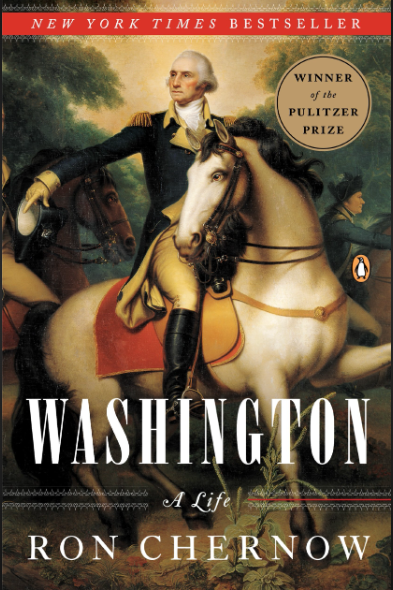 NEW YORK TIMES BESTSELLER
WINNER
of the
PULITZER
PRIZE
WASHINGTON
A Life
RON CHERNOW